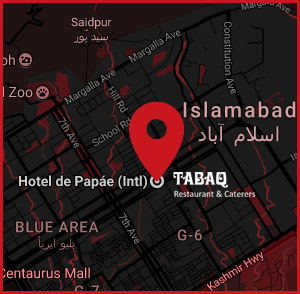 Saidpur
سید پور
Margalla Ave
Constitution Ave
Margalla Ave
Hill Rd
l Zoo
School Rd
7th Ave
Islamabad
اسلام آباد
Hotel de Papáe (Intl)
TABAQ
Restaurant & Caterers
BLUE AREA
بلیو ایریا
G-6
7th Ave
Centaurus Mall
Kashmir Hwy